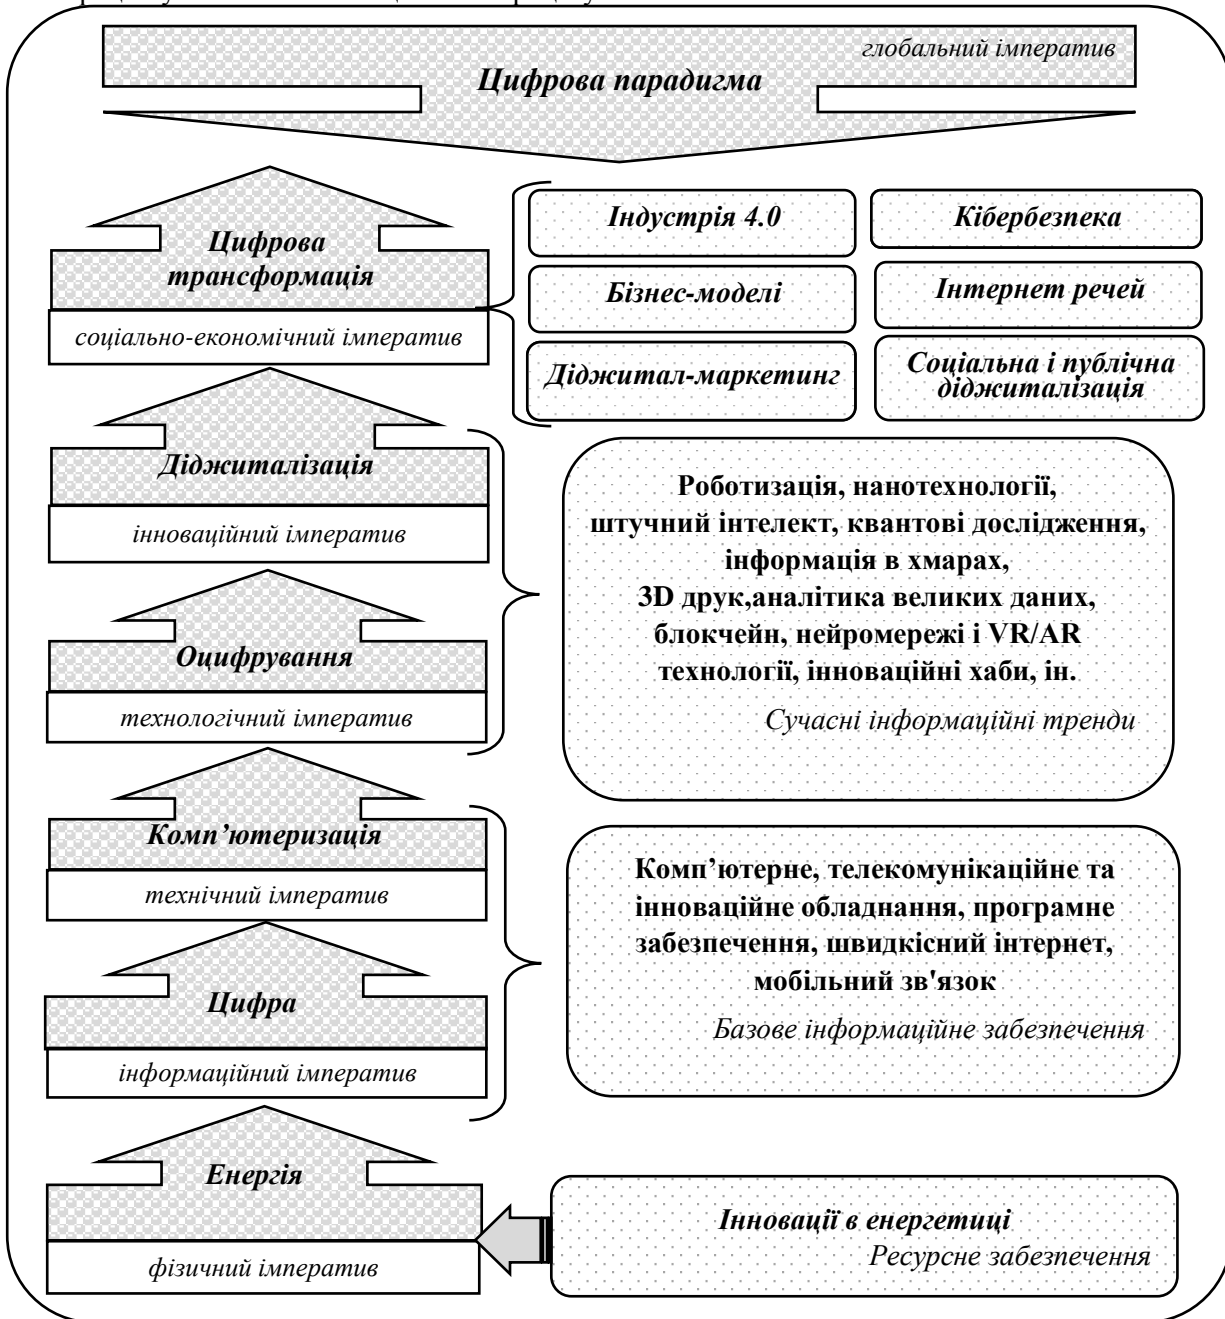 глобальний імператив
Цифрова парадигма
Цифрова
трансформація
соціально-економічний імператив
Індустрія 4.0
Кібербезпека
Бізнес-моделі
Інтернет речей
Діджитал-маркетинг
Соціальна і публічна
діджиталізація
Діджиталізація
інноваційний імператив
Оцифрування
технологічний імператив
Роботизація, нанотехнології,
штучний інтелект, квантові дослідження,
інформація в хмарах,
3D друк,аналітика великих даних,
блокчейн, нейромережі і VR/AR
технології, інноваційні хаби, ін.
Сучасні інформаційні тренди
Комп’ютеризація
технічний імператив
Цифра
інформаційний імператив
Комп’ютерне, телекомунікаційне та
інноваційне обладнання, програмне
забезпечення, швидкісний інтернет,
мобільний зв'язок
Базове інформаційне забезпечення
Енергія
фізичний імператив
Інновації в енергетиці
Ресурсне забезпечення